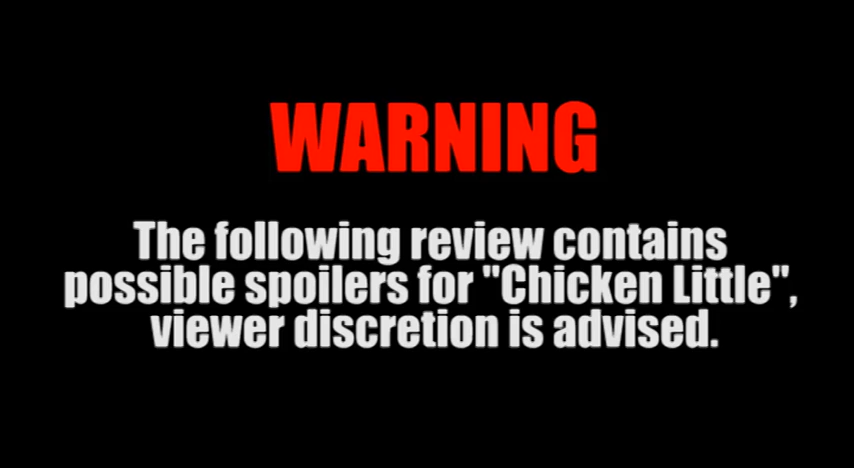 WARNING
The following review contains
possible spoilers for "Chicken Little",
viewer discretion is advised.